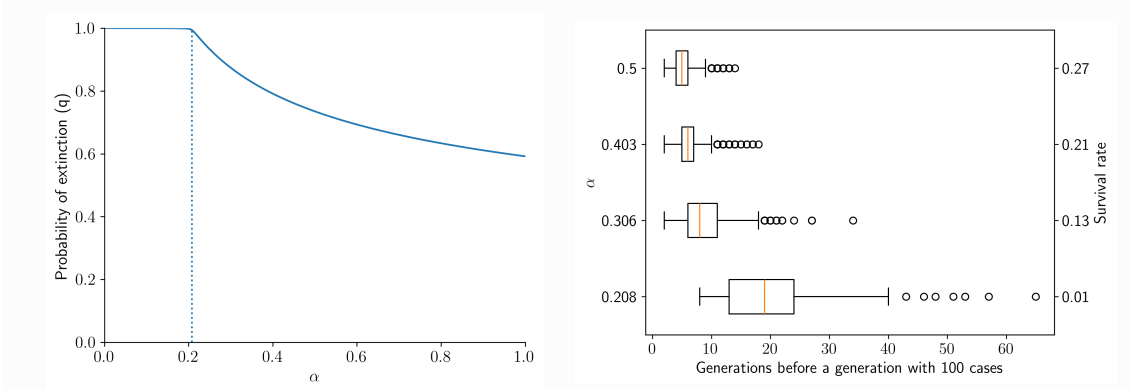 Probability of extinction (q)
1.0
0.8
0.6
0.4
0.2
0.0
0.0 0.2 0.4 0.6 0.8 1.0
α
α
0.5
0.403
0.306
0.208
0.27
0.21
0.13
0.01
Survival rate
0 10 20 30 40 50 60
Generations before a generation with 100 cases